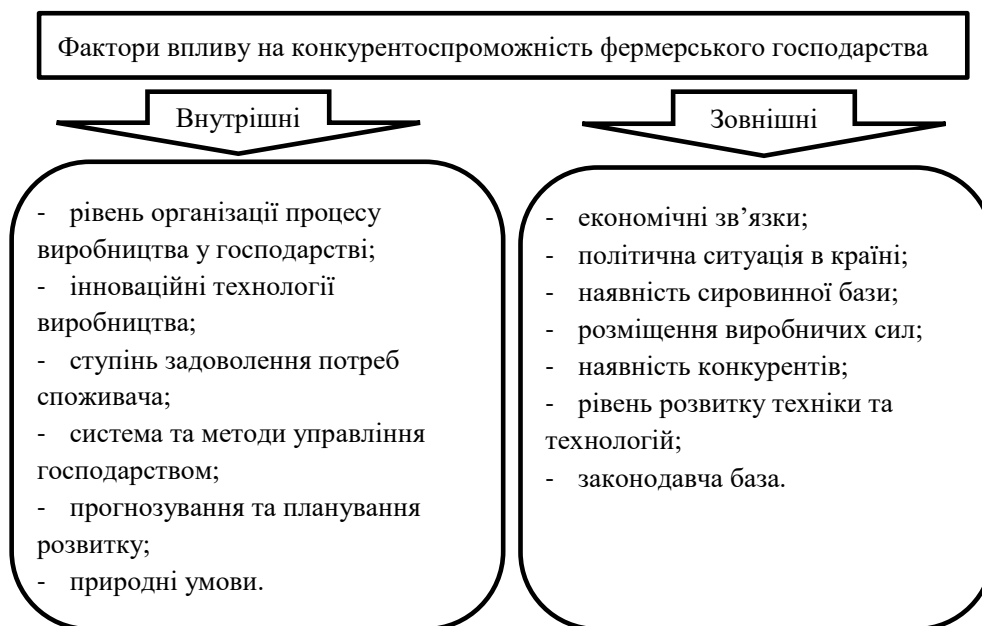 Фактори впливу на конкурентоспроможність фермерського господарства
Внутрішні
- рівень організації процесу
виробництва у господарстві;
- інноваційні технології
виробництва;
- ступінь задоволення потреб
споживача;
- система та методи управління
господарством;
- прогнозування та планування
розвитку;
- природні умови.
Зовнішні
- економічні зв’язки;
- політична ситуація в країні;
- наявність сировинної бази;
- розміщення виробничих сил;
- наявність конкурентів;
- рівень розвитку техніки та
технологій;
- законодавча база.